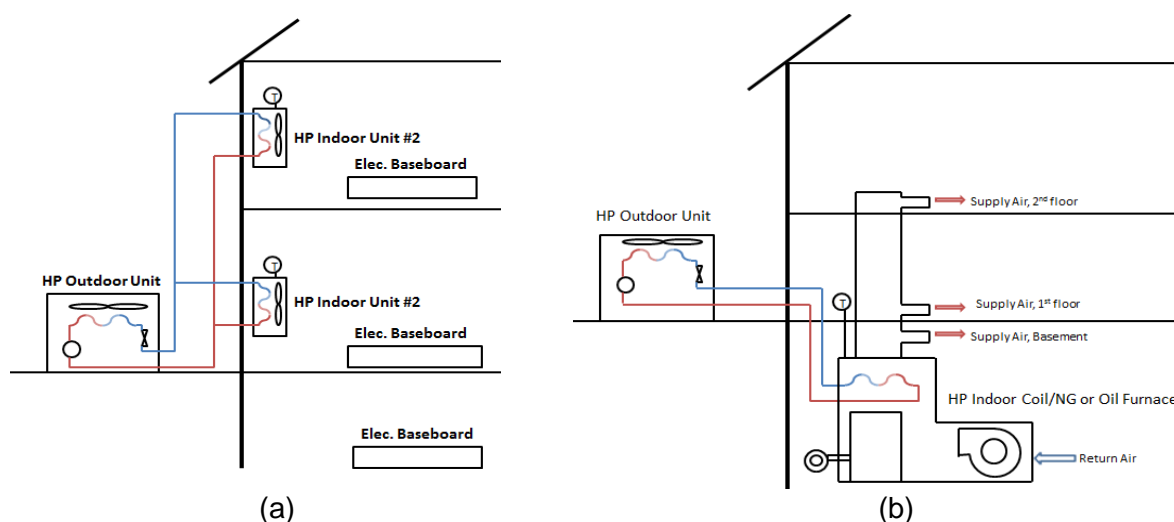 T
HP Indoor Unit #2
Elec. Baseboard
HP Outdoor Unit
T
HP Indoor Unit #2
Elec. Baseboard
Elec. Baseboard
(a)
HP Outdoor Unit
Supply Air, 2nd floor
T
Supply Air, 1st floor
Supply Air, Basement
HP Indoor Coil/NG or Oil Furnace
Return Air
(b)